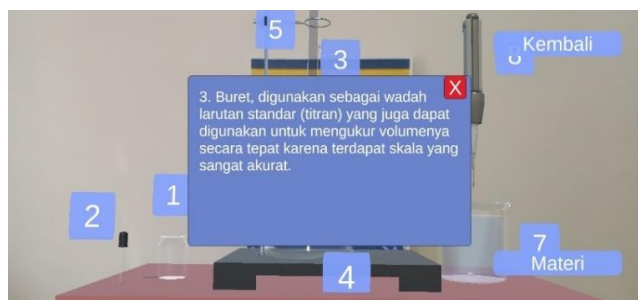 5
3
8
Kembali
X
3. Buret, digunakan sebagai wadah
larutan standar (titran) yang juga dapat
digunakan untuk mengukur volumenya
secara tepat karena terdapat skala yang
sangat akurat.
1
2
7
Materi
4